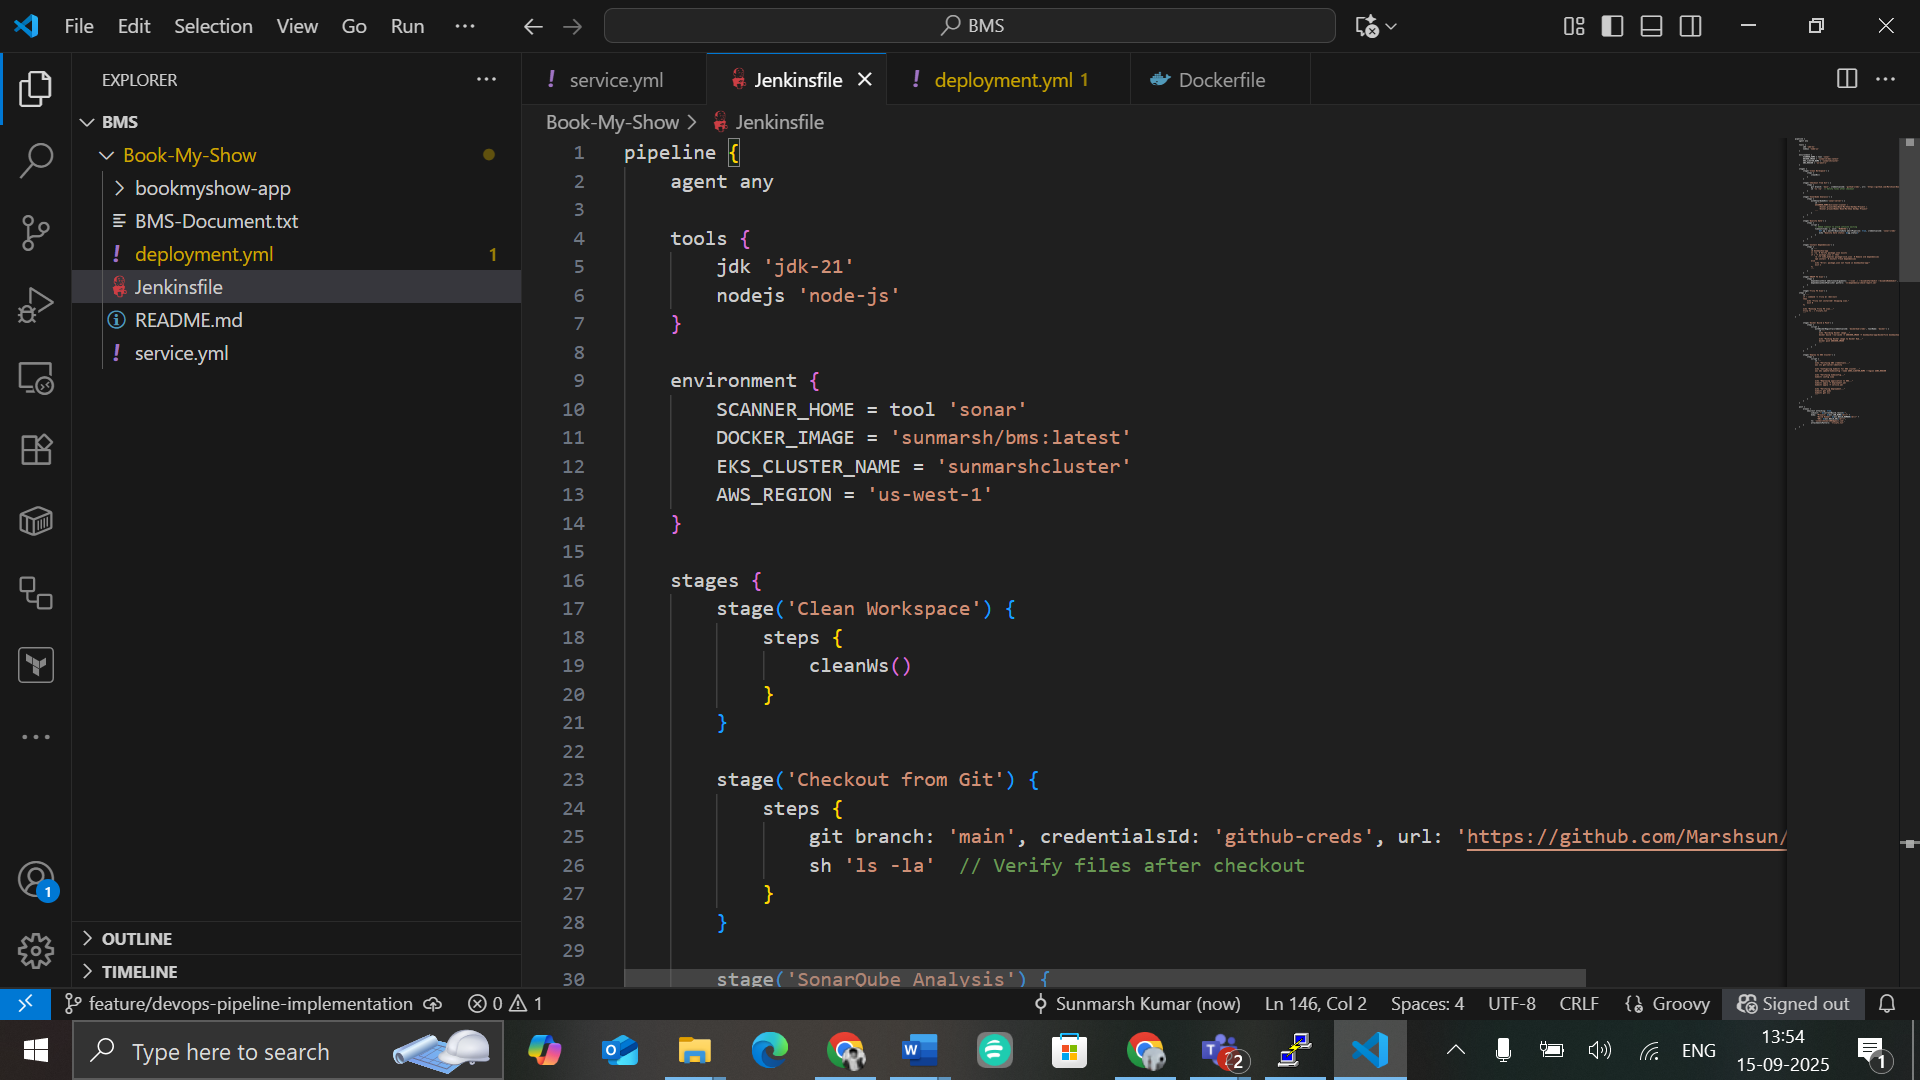 File Edit Selection View Go Run ...
BMS
EXPLORER
BMS
Book-My-Show
bookmyshow-app
BMS-Document.txt
deployment.yml 1
Jenkinsfile
README.md
service.yml
OUTLINE
TIMELINE
service.yml
Jenkinsfile
deployment.yml 1
Dockerfile
Book-My-Show > Jenkinsfile
1 pipeline {
2 agent any
3
4 tools {
5 jdk 'jdk-21'
6 nodejs 'node-js'
7 }
8
9 environment {
10 SCANNER_HOME = tool 'sonar'
11 DOCKER_IMAGE = 'sunmarsh/bms:latest'
12 EKS_CLUSTER_NAME = 'sunmarshcluster'
13 AWS_REGION = 'us-west-1'
14 }
15
16 stages {
17 stage('Clean Workspace') {
18 steps {
19 cleanWs()
20 }
21 }
22
23 stage('Checkout from Git') {
24 steps {
25 git branch: 'main', credentialsId: 'github-creds', url: 'https://github.com/Marshsun/
26 sh 'ls -la' // Verify files after checkout
27 }
28 }
29
30 stage('SonarQube Analysis') {
1
feature/devops-pipeline-implementation 0 1 Sunmarsh Kumar (now) Ln 146, Col 2 Spaces: 4 UTF-8 CRLF Groovy Signed out
Type here to search
2
ENG
13:54
15-09-2025
1